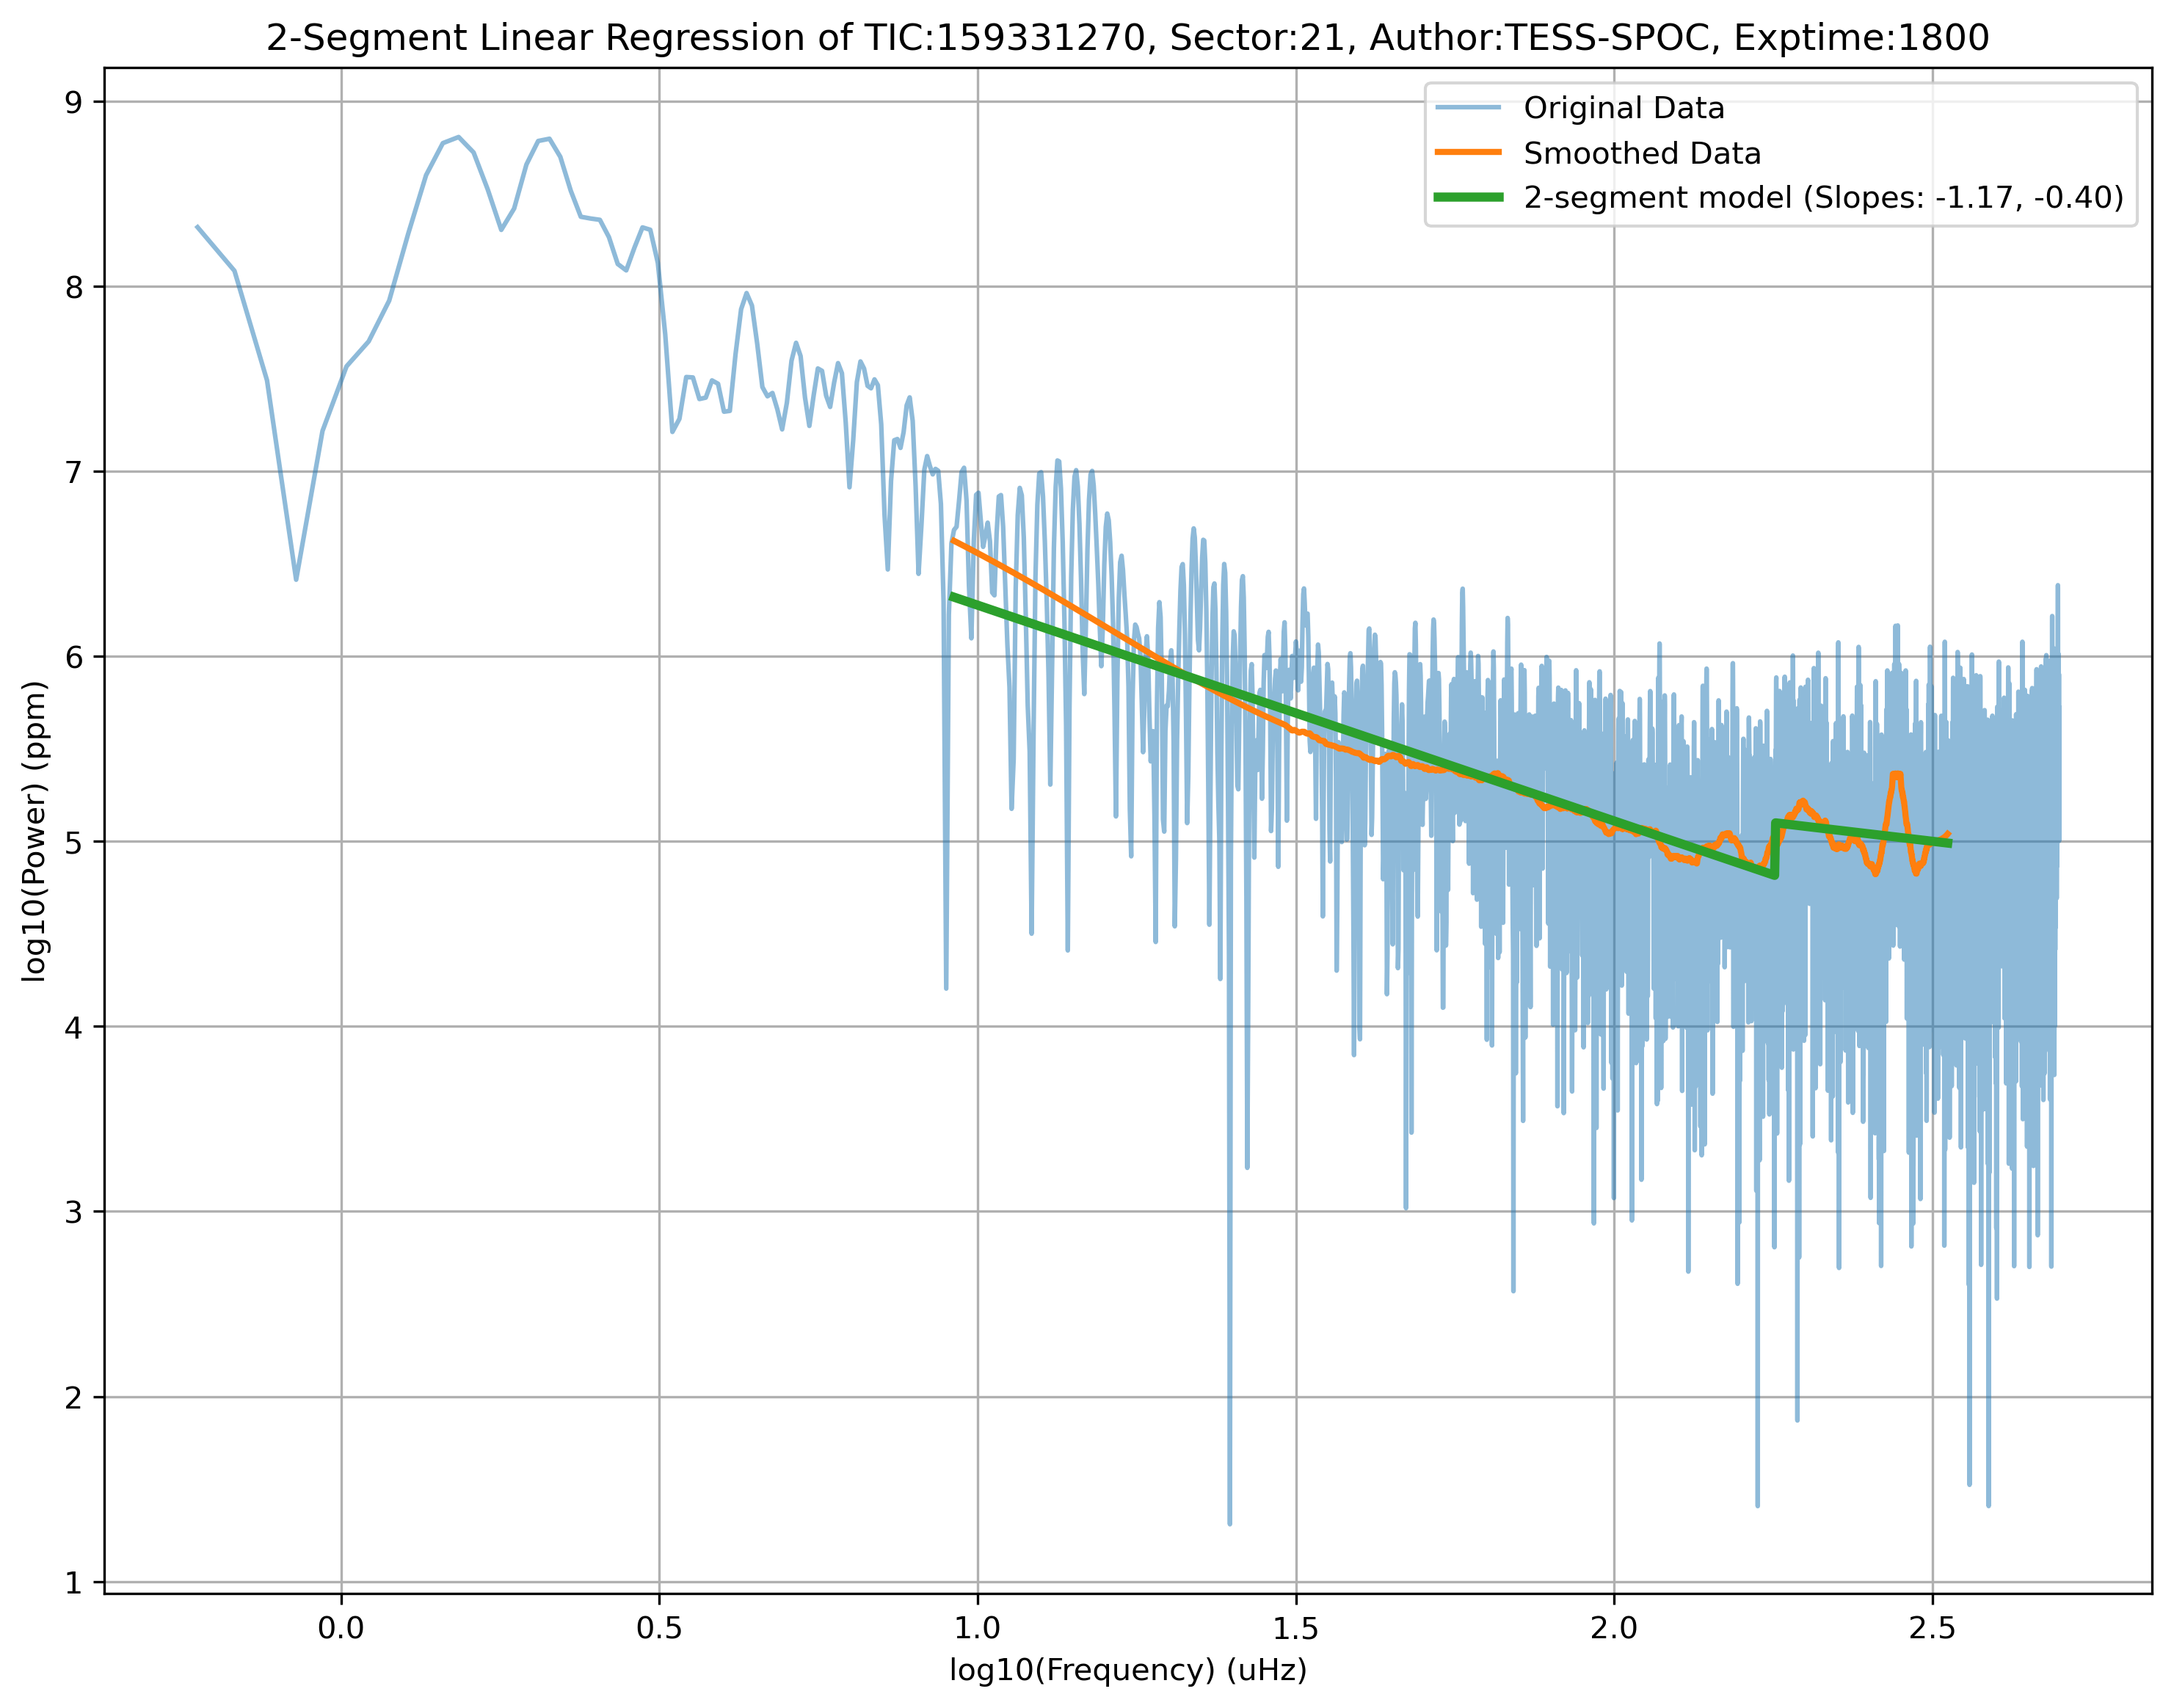 2-Segment Linear Regression of TIC:159331270, Sector:21, Author:TESS-SPOC, Exptime:1800
Original Data
Smoothed Data
2-segment model (Slopes: -1.17, -0.40)
log10(Power) (ppm)
9
8
7
6
5
4
3
2
1
0.0 0.5 1.0 1.5 2.0 2.5
log10(Frequency) (uHz)